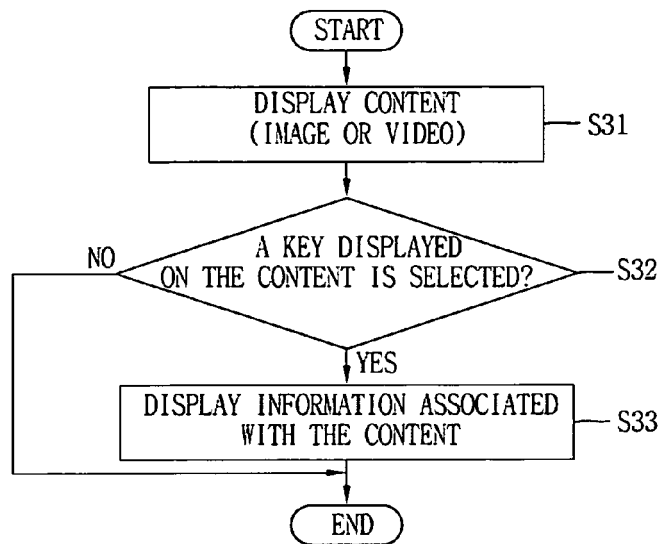 START
DISPLAY CONTENT
(IMAGE OR VIDEO)
S31
A KEY DISPLAYED
ON THE CONTENT IS SELECTED?
NO
S32
YES
DISPLAY INFORMATION ASSOCIATED
WITH THE CONTENT
S33
END